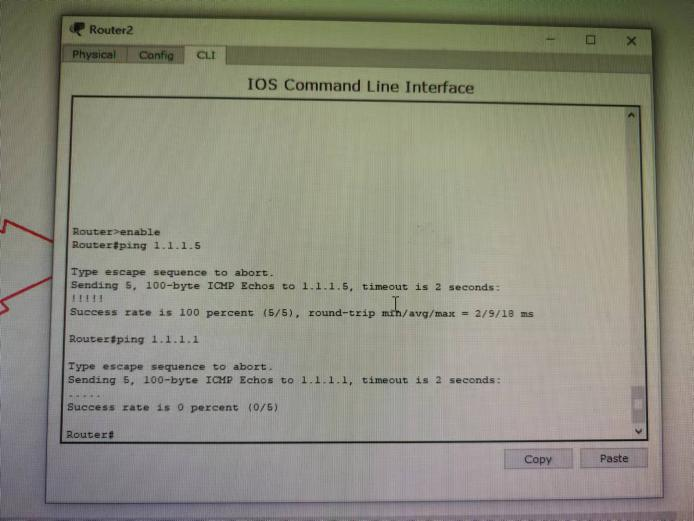 Router2
Physical Config CLI
IOS Command Line Interface
Router>enable
Router#ping 1.1.1.5
Type escape sequence to abort.
Sending 5, 100-byte ICMP Echos to 1.1.1.5, timeout is 2 seconds:
!!!!!
Success rate is 100 percent (5/5), round-trip min/avg/max = 2/9/18 ms
Router#ping 1.1.1.1
Type escape sequence to abort.
Sending 5, 100-byte ICMP Echos to 1.1.1.1, timeout is 2 seconds:
.....
Success rate is 0 percent (0/5)
Router#
Copy Paste